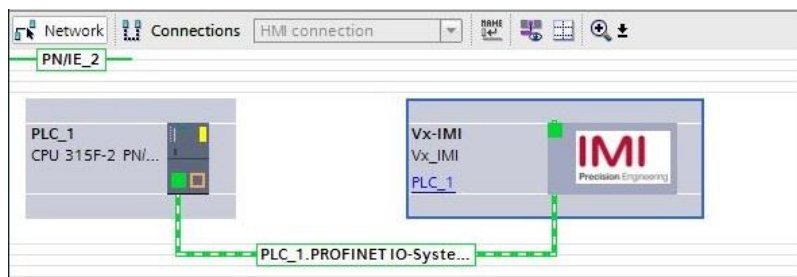 Network Connections HMI connection NAME
PN/IE_2
PLC_1
CPU 315F-2 PN/...
Vx-IMI
Vx_IMI
PLC_1
IMI
Precision Engineering
PLC_1.PROFINET IO-Syste...